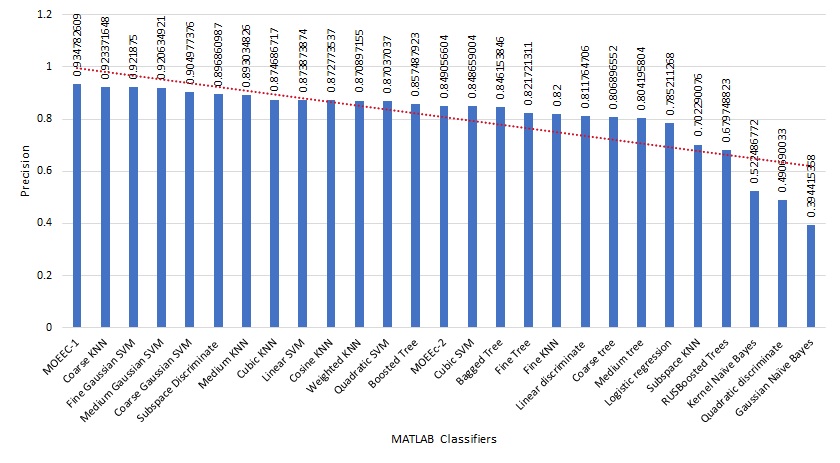 1.2
1
0.8
0.6
0.4
0.2
0
Precision
0.934782609
0.923371648
0.921875
0.920634921
0.904977376
0.896860987
0.893034826
0.874686717
0.873873874
0.872773537
0.870897155
0.87037037
0.857487923
0.849056604
0.848659004
0.846153846
0.821721311
0.82
0.811764706
0.806896552
0.804195804
0.785211268
0.702290076
0.679748823
0.522486772
0.490690033
0.394415358
MOEEC-1
Coarse KNN
Fine Gaussian SVM
Medium Gaussian SVM
Coarse Gaussian SVM
Subspace Discriminate
Medium KNN
Cubic KNN
Linear SVM
Cosine KNN
Weighted KNN
Quadratic SVM
Boosted Tree
MOEEc-2
Cubic SVM
Bagged Tree
Fine Tree
Fine KNN
Linear discriminate
Coarse tree
Medium tree
Logistic regression
Subspace KNN
RUSBoosted Trees
Kernel Naïve Bayes
Quadratic discriminate
Gaussian Naïve Bayes
MATLAB Classifiers